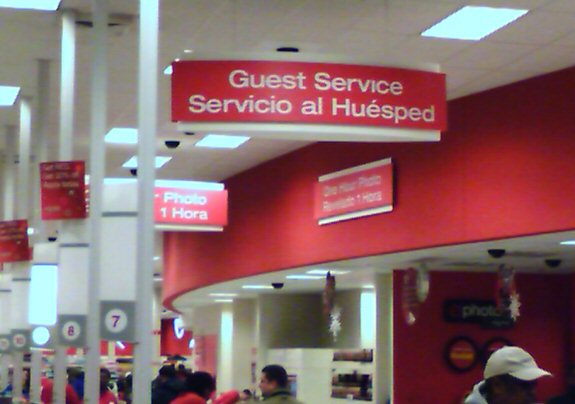 Guest Service
Servicio al Huésped
Photo
1 Hora
One Hour Photo
Revelado 1 Hora
photo
7
8
10